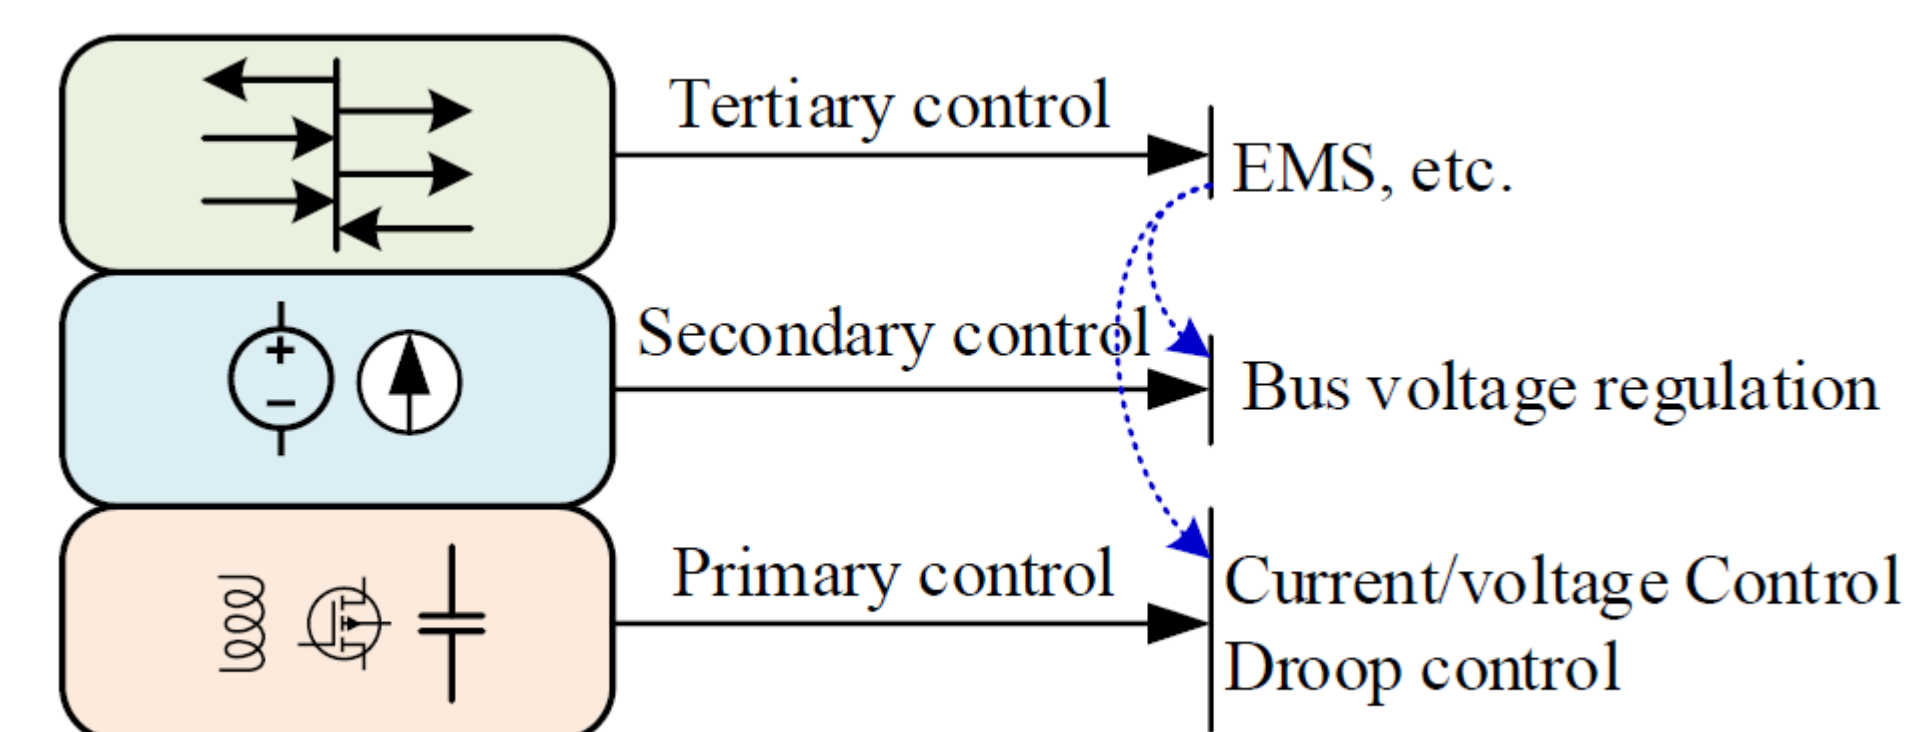 Tertiary control
EMS, etc.
Secondary control
Bus voltage regulation
Primary control
Current/voltage Control
Droop control